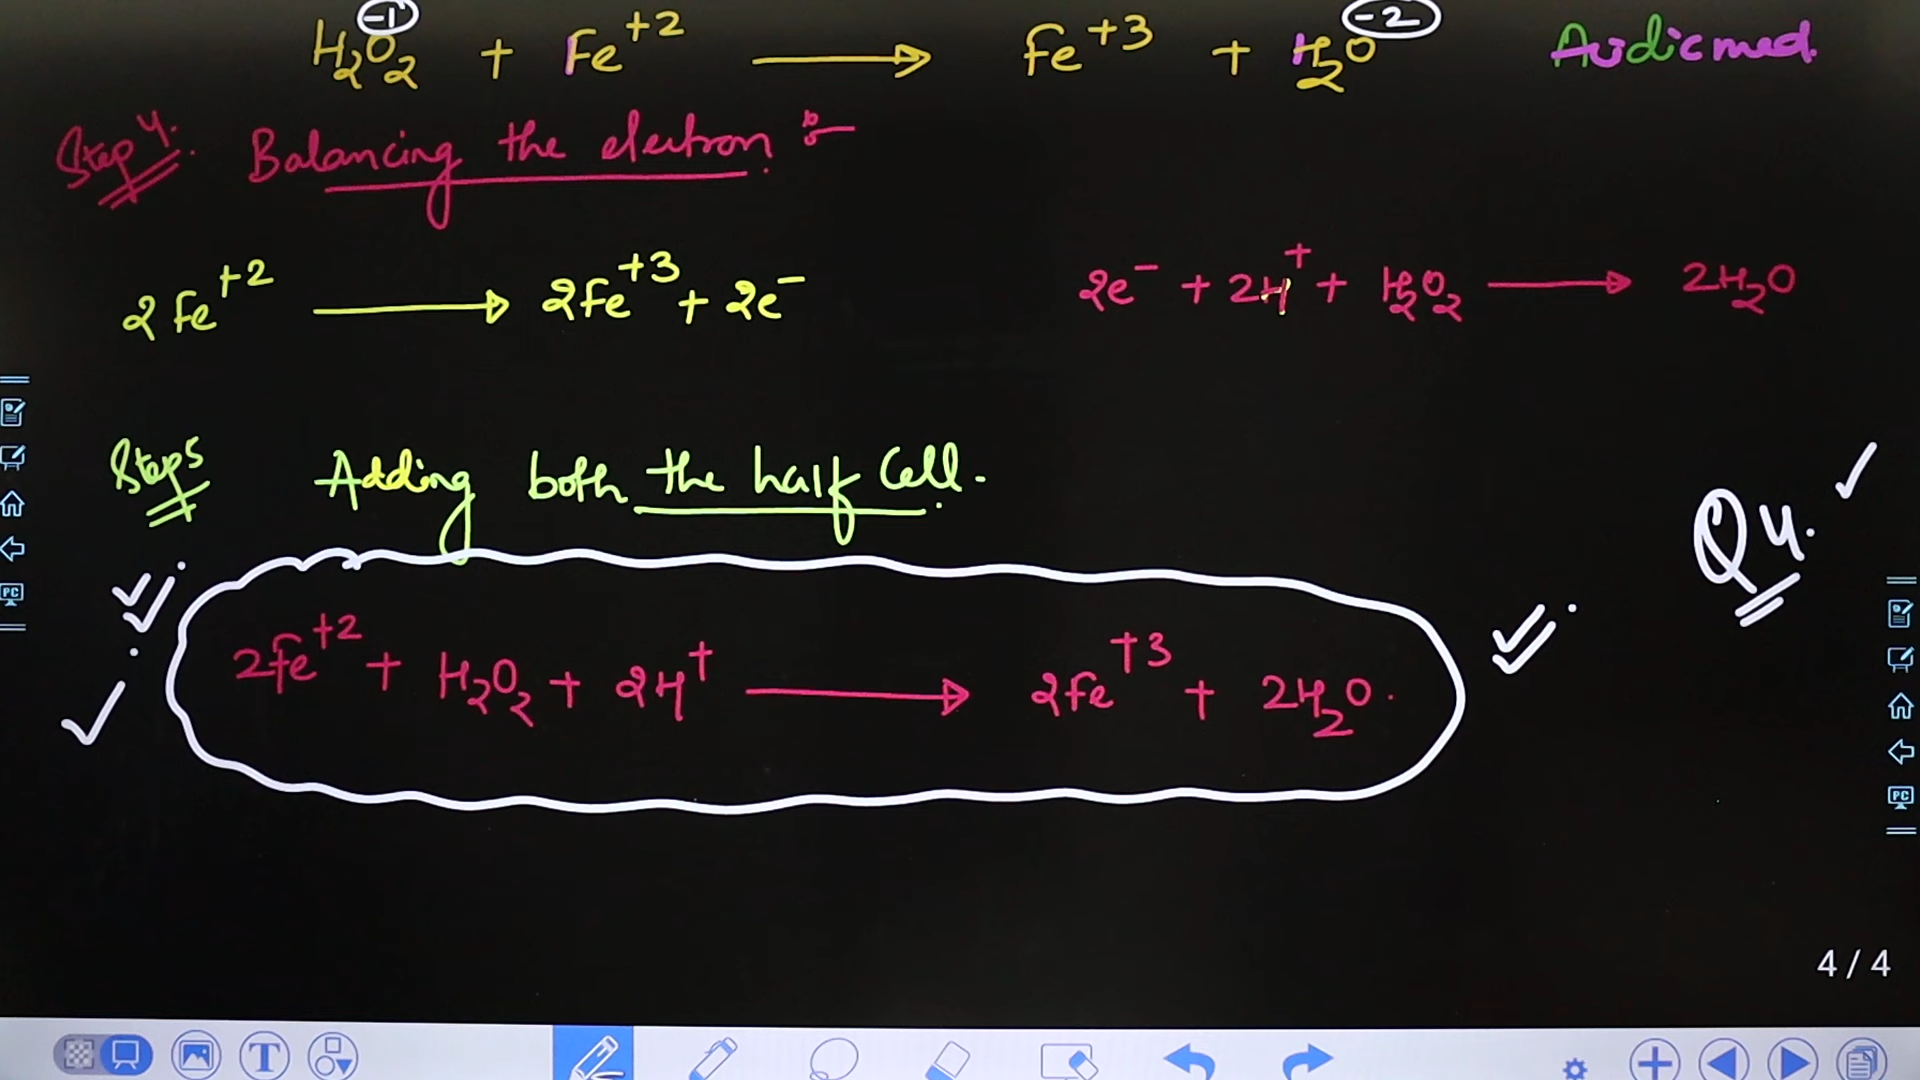 H₂O₂ + Fe⁺² ⟶ Fe⁺³ + H₂O Acidic med.
-1 -2
Step 4. Balancing the electron :-
2Fe⁺² ⟶ 2Fe⁺³ + 2e⁻ 2e⁻ + 2H⁺ + H₂O₂ ⟶ 2H₂O
Step 5 Adding both the half Cell.
Q4.
2Fe⁺² + H₂O₂ + 2H⁺ ⟶ 2Fe⁺³ + 2H₂O.
4 / 4
PC
PC
T